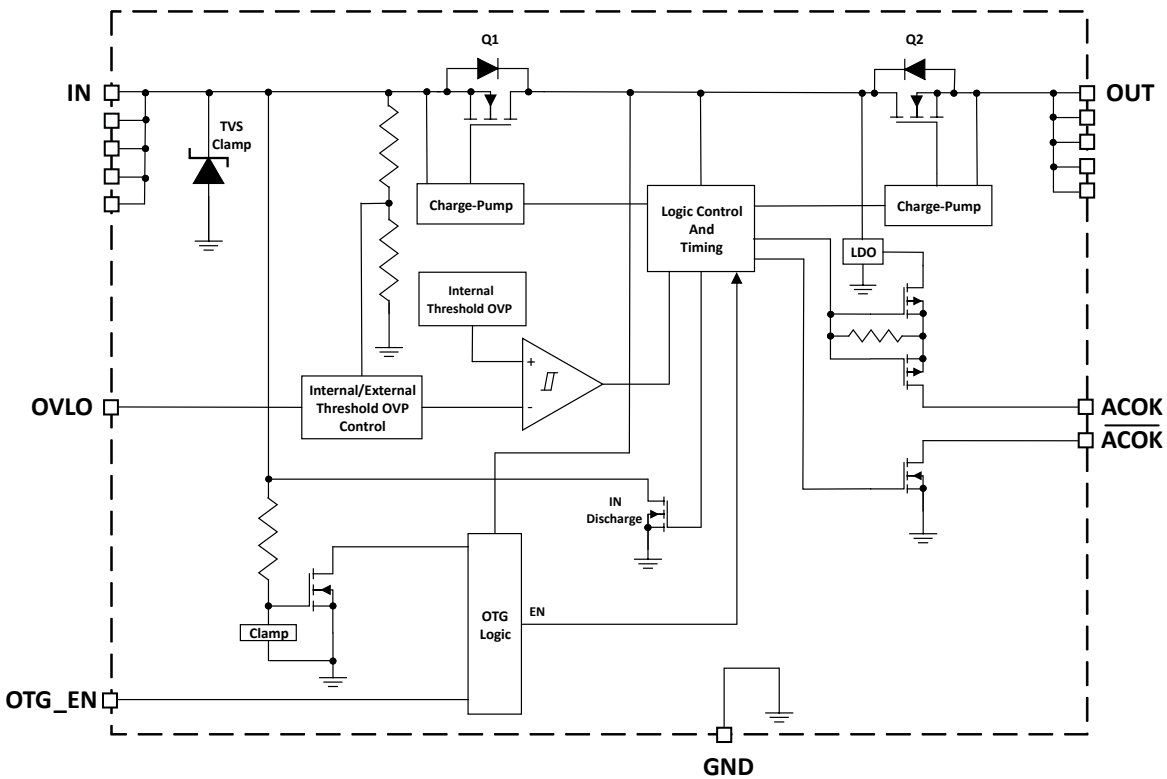 Q1
Q2
IN
OUT
TVS
Clamp
Charge-Pump
Logic Control
And
Timing
Charge-Pump
LDO
Internal
Threshold OVP
+
-
Internal/External
Threshold OVP
Control
OVLO
ACOK
ACOK
IN
Discharge
OTG
Logic
EN
Clamp
OTG_EN
GND